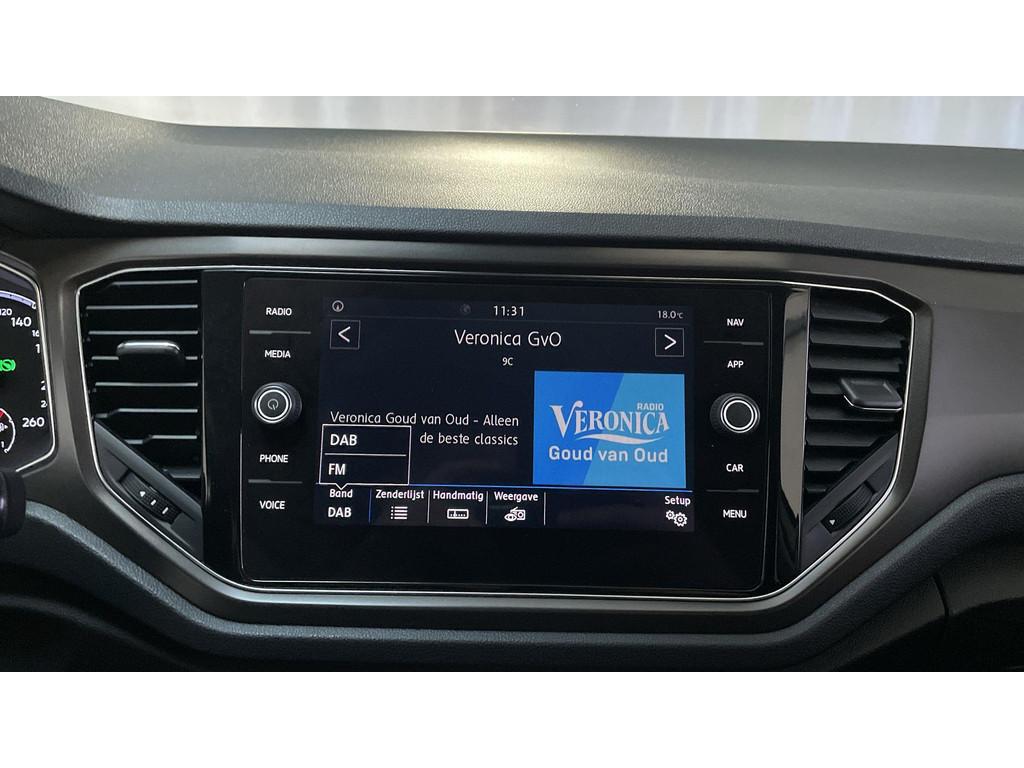 120
140
260
RADIO
MEDIA
PHONE
VOICE
11:31
18.0°C
<
Veronica GvO
>
9C
Veronica Goud van Oud - Alleen
de beste classics
RADIO
VERONICA
Goud van Oud
DAB
FM
Band
DAB
Zenderlijst
Handmatig
Weergave
Setup
NAV
APP
CAR
MENU